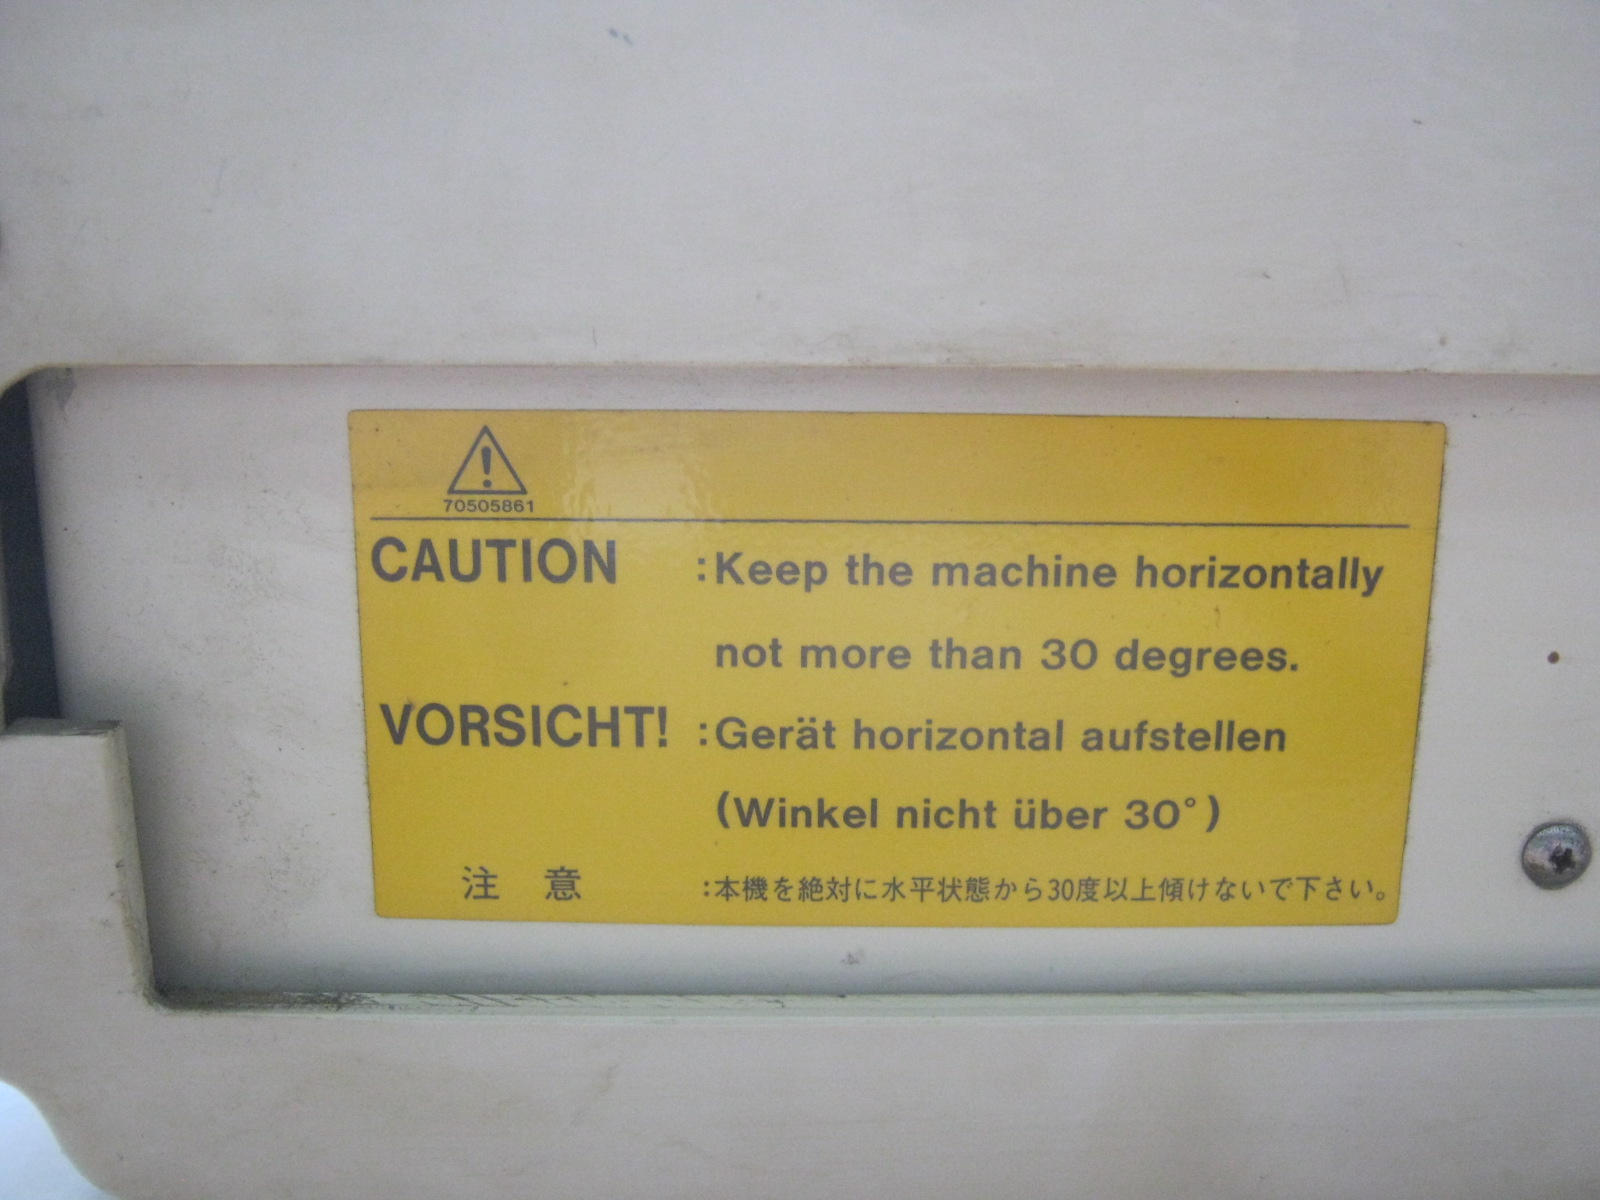 70505861
CAUTION :Keep the machine horizontally
not more than 30 degrees.
VORSICHT! :Gerät horizontal aufstellen
(Winkel nicht über 30°)
注意 :本機を絶対に水平状態から30度以上傾けないで下さい。